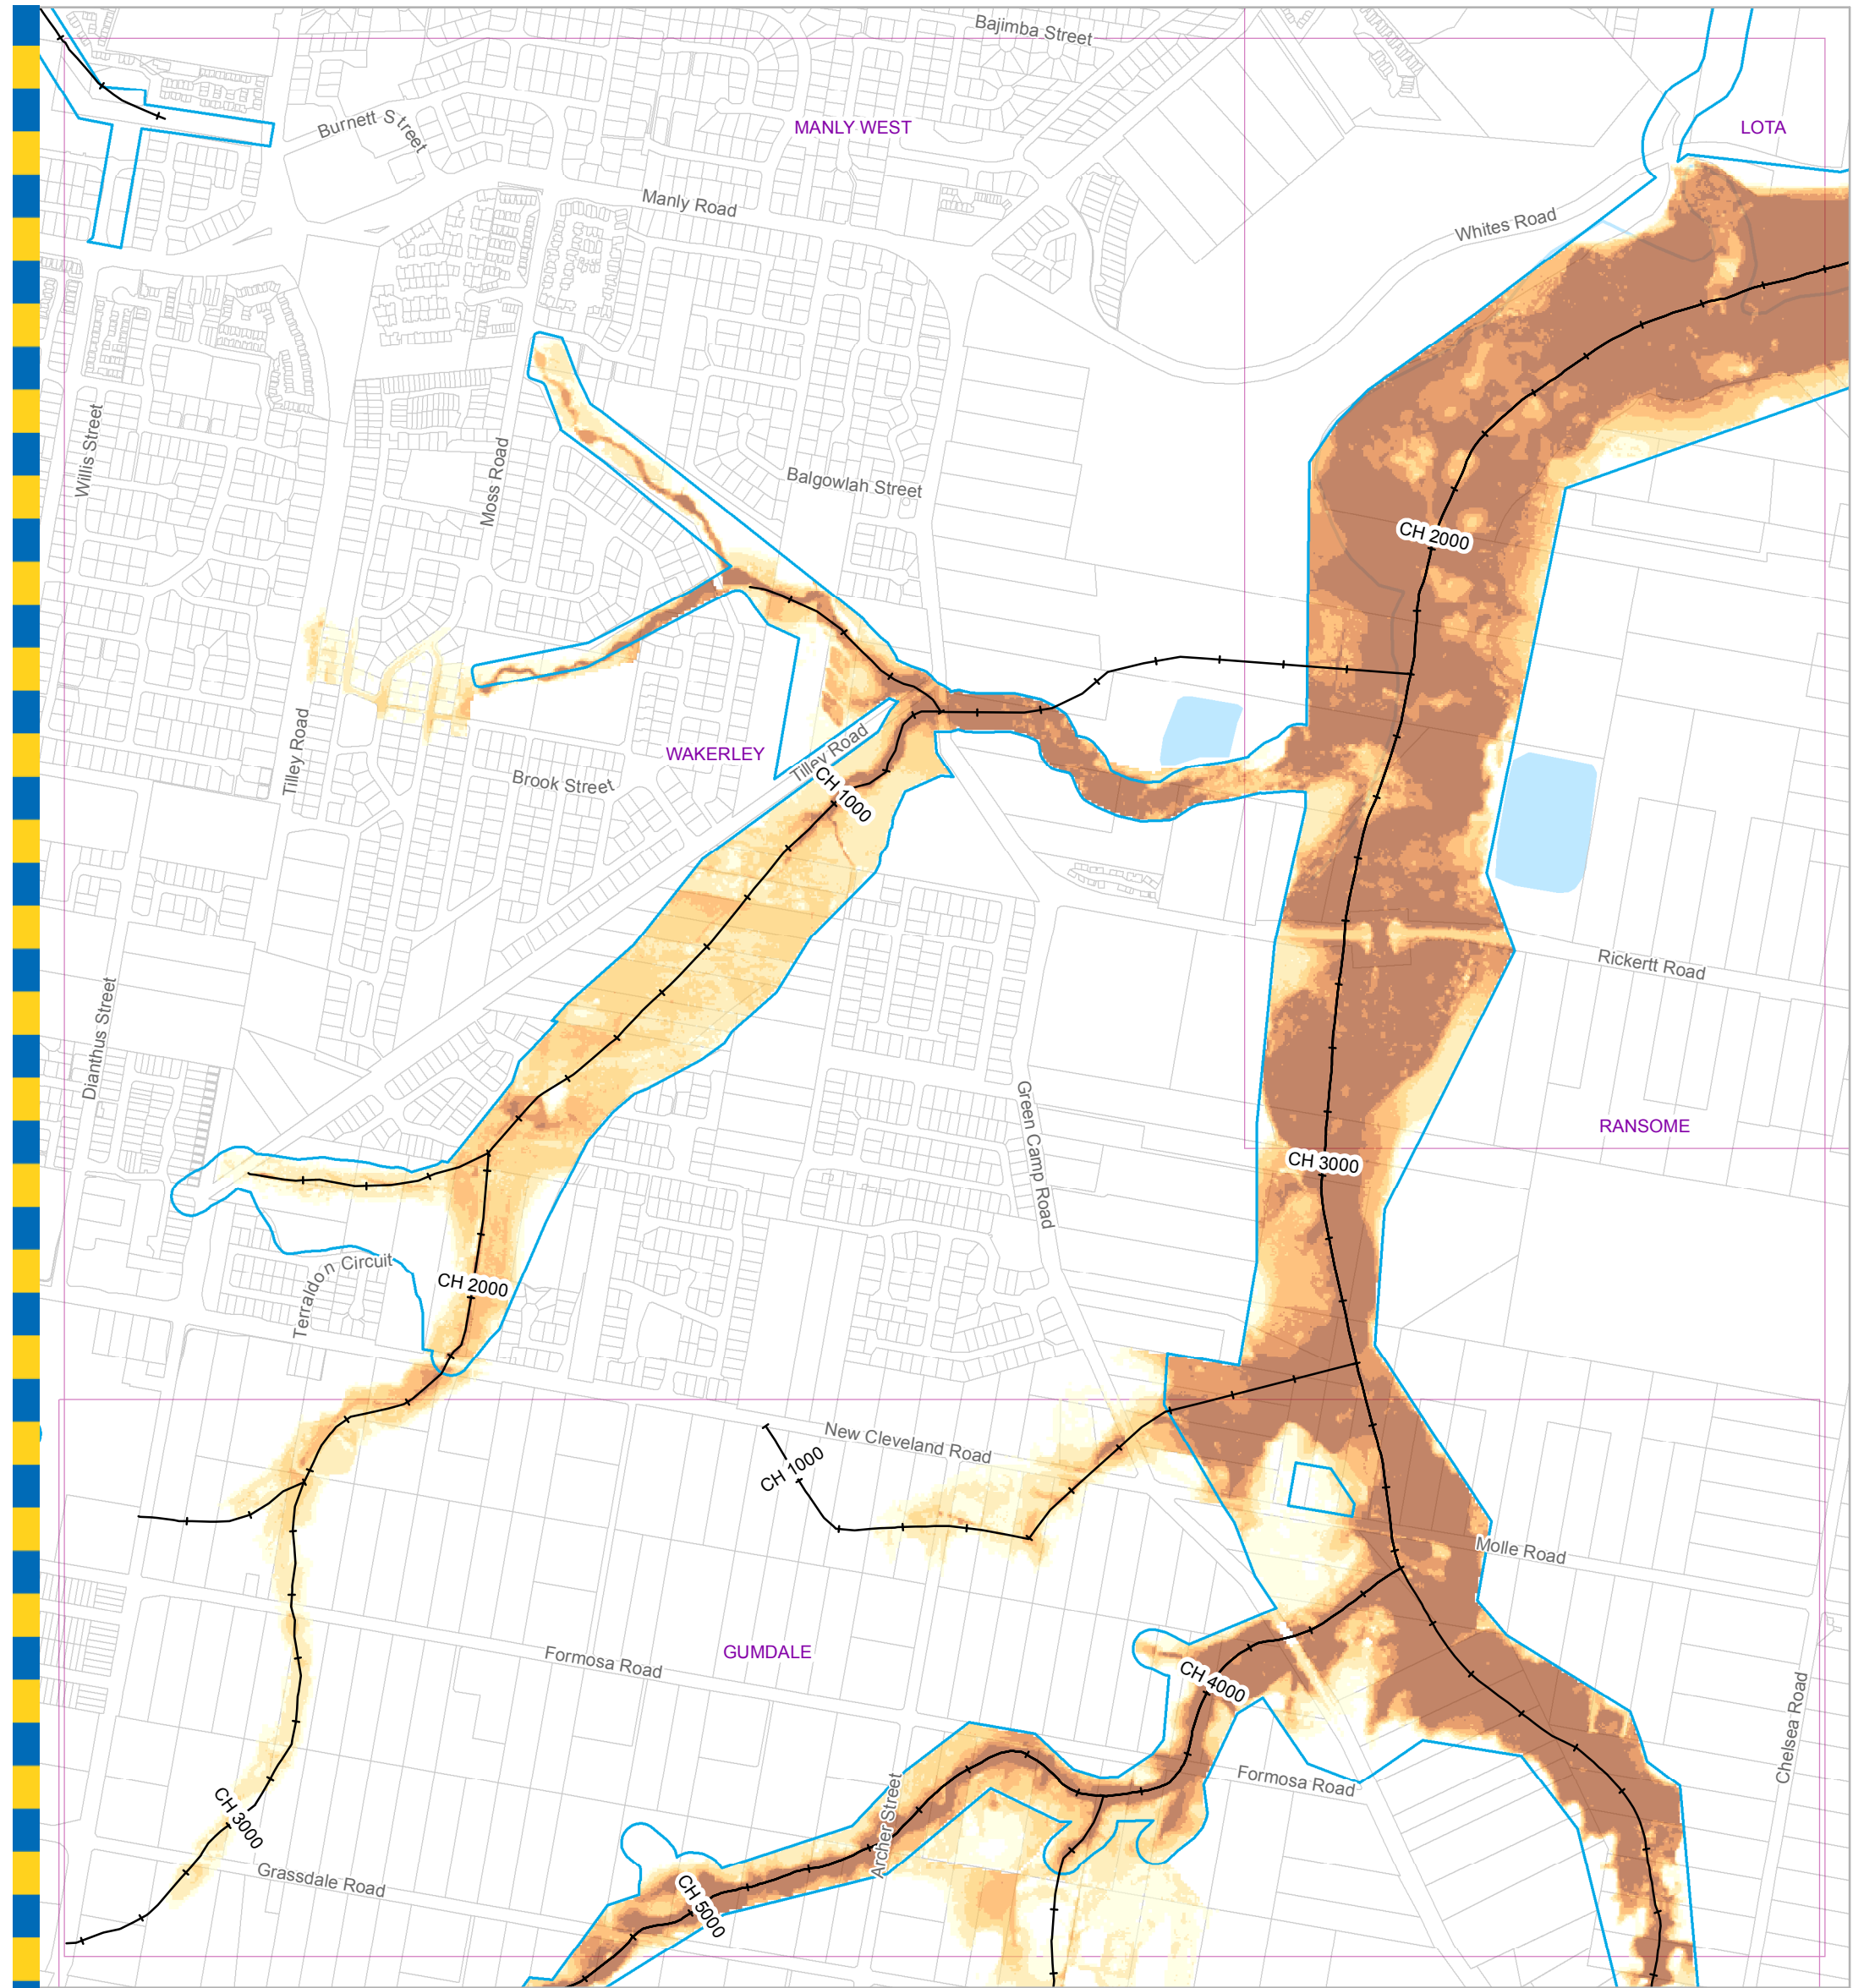 Bajimba Street
Burnett Street
MANLY WEST
LOTA
Manly Road
Whites Road
Willis Street
Moss Road
Balgowlah Street
CH 2000
Tilley Road
WAKERLEY
Tilley Road
Brook Street
CH 1000
Rickertt Road
Dianthus Street
Green Camp Road
RANSOME
CH 3000
Terraldon Circuit
CH 2000
New Cleveland Road
CH 1000
Molle Road
Formosa Road
GUMDALE
CH 4000
Chelsea Road
Formosa Road
CH 3000
Archer Street
Grassdale Road
CH 5000